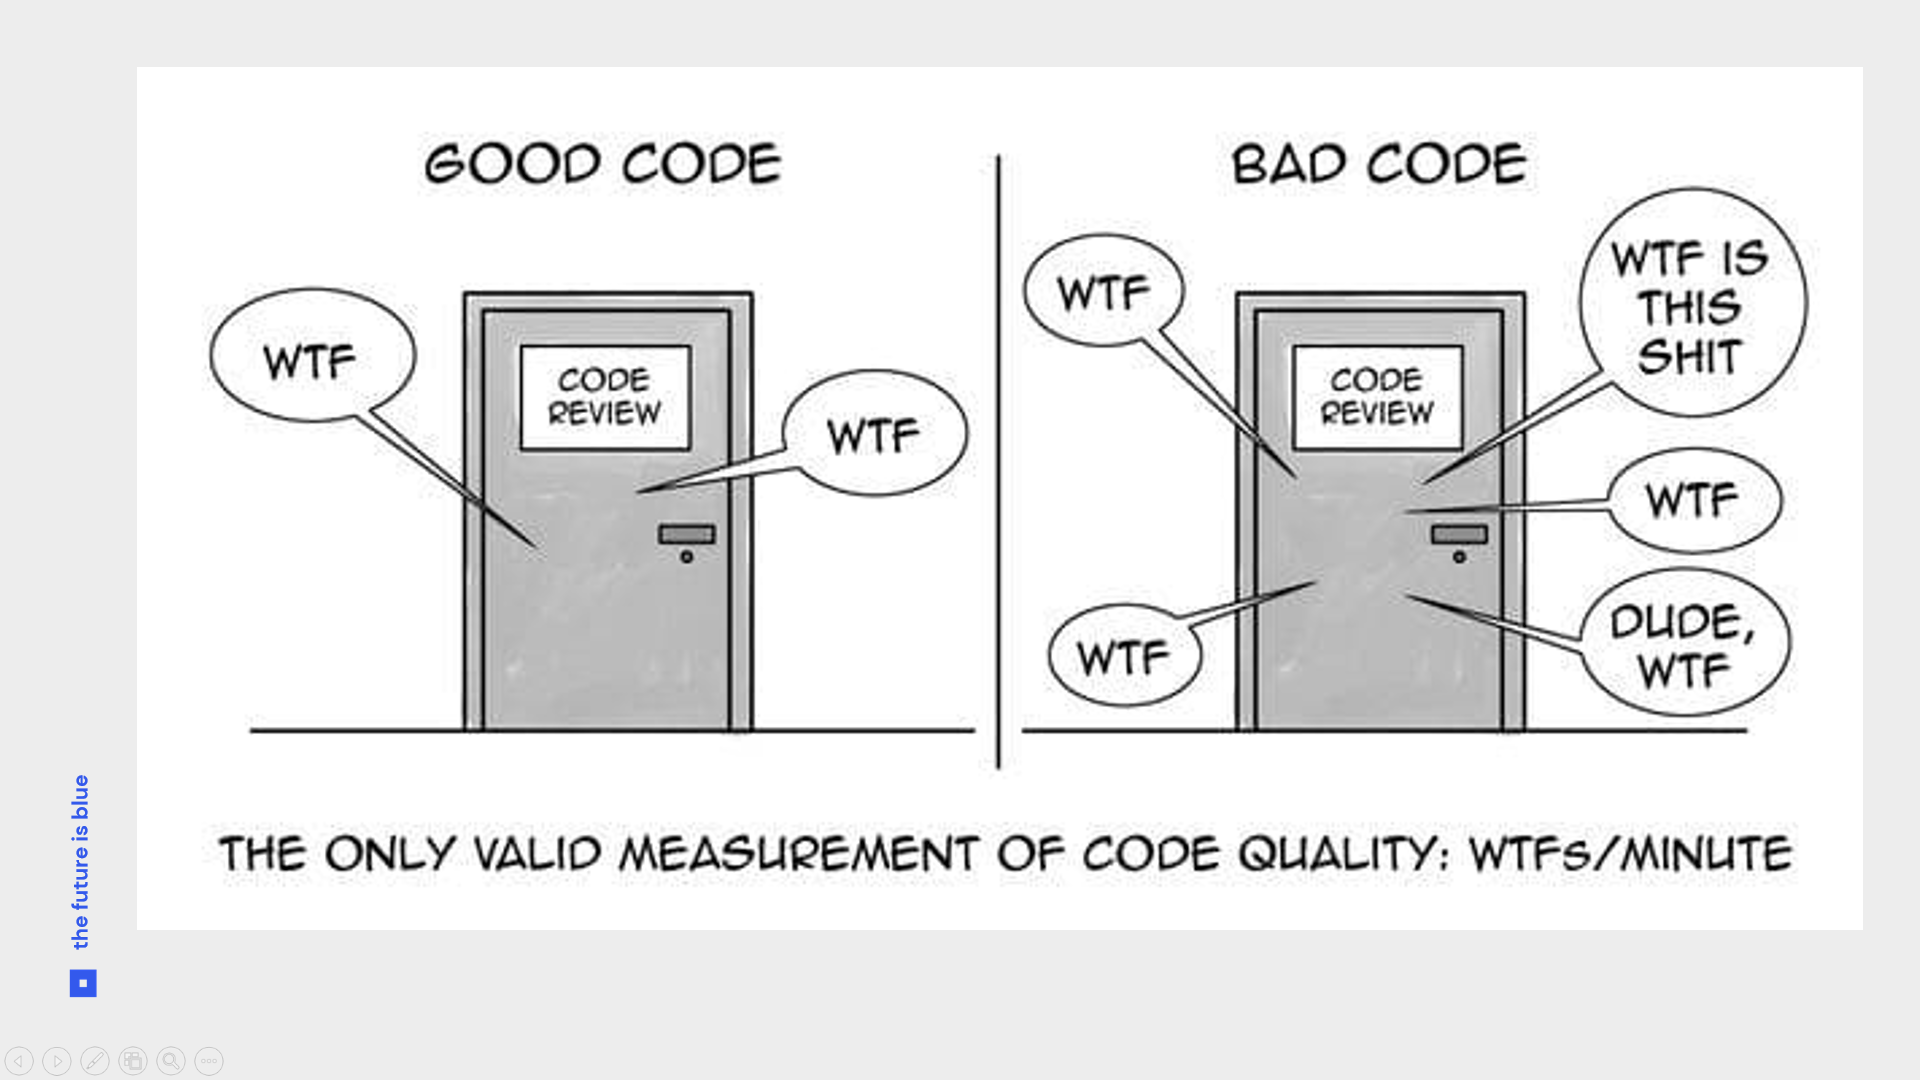 GOOD CODE
WTF
CODE
REVIEW
WTF
BAD CODE
WTF
CODE
REVIEW
WTF IS
THIS
SHIT
WTF
WTF
DUDE,
WTF
THE ONLY VALID MEASUREMENT OF CODE QUALITY: WTFs/MINUTE
the future is blue